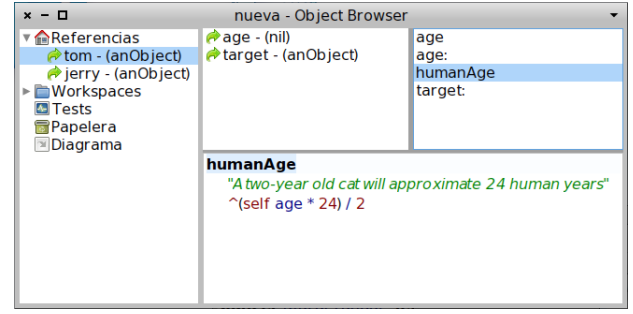 nueva - Object Browser
Referencias
tom - (anObject)
jerry - (anObject)
Workspaces
Tests
Papelera
Diagrama
age - (nil)
target - (anObject)
age
age:
humanAge
target:
humanAge
"A two-year old cat will approximate 24 human years"
^(self age * 24) / 2